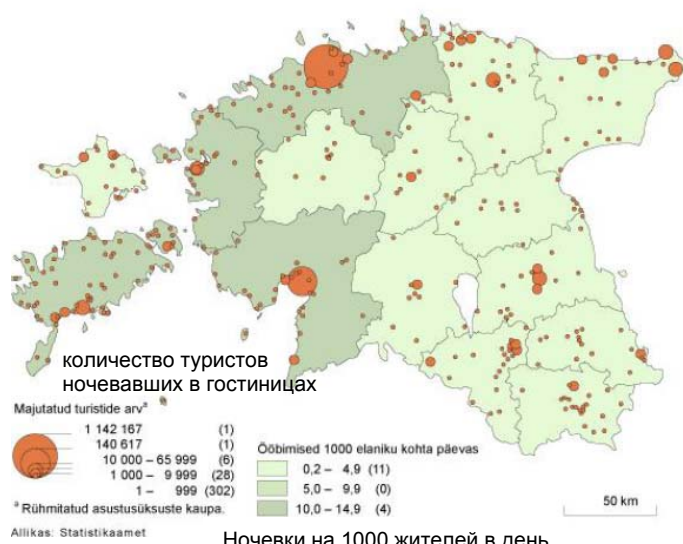 количество туристов
ночевавших в гостиницах
Majutatud turistide arvᵃ
1 142 167 (1)
140 617 (1)
10 000 – 65 999 (6)
1 000 – 9 999 (28)
1 – 999 (302)
ᵃ Rühmitatud asustusüksuste kaupa.
Allikas: Statistikaamet
Ööbimised 1000 elaniku kohta päevas
0,2 – 4,9 (11)
5,0 – 9,9 (0)
10,0 – 14,9 (4)
50 km
Ночевки на 1000 жителей в день